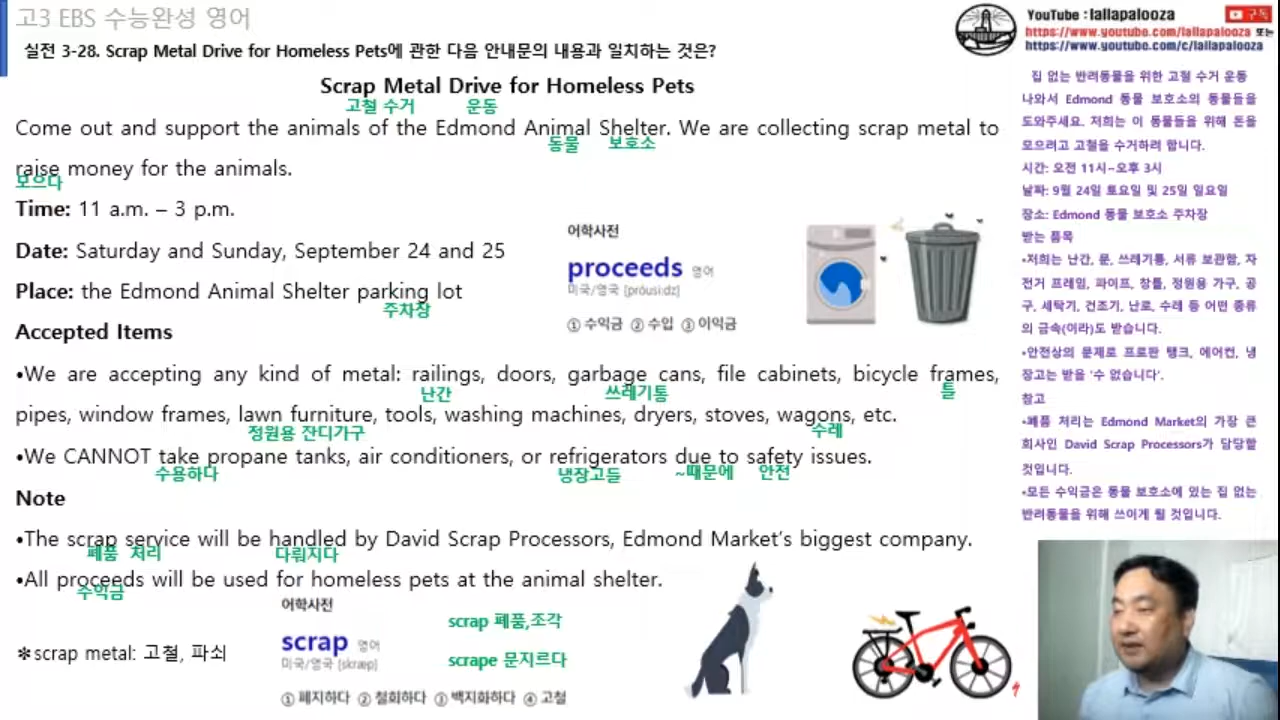 고3 EBS 수능완성 영어
실전 3-28. Scrap Metal Drive for Homeless Pets에 관한 다음 안내문의 내용과 일치하는 것은?
Scrap Metal Drive for Homeless Pets
고철 수거 운동
Come out and support the animals of the Edmond Animal Shelter. We are collecting scrap metal to
동물 보호소
raise money for the animals.
모으다
Time: 11 a.m. – 3 p.m.
Date: Saturday and Sunday, September 24 and 25
Place: the Edmond Animal Shelter parking lot
주차장
어학사전
proceeds 영어
미국/영국 [próusi:dz]
① 수익금 ② 수입 ③ 이익금
Accepted Items
•We are accepting any kind of metal: railings, doors, garbage cans, file cabinets, bicycle frames,
난간 쓰레기통 틀
pipes, window frames, lawn furniture, tools, washing machines, dryers, stoves, wagons, etc.
정원용 잔디가구 수레
•We CANNOT take propane tanks, air conditioners, or refrigerators due to safety issues.
수용하다 냉장고들 ~때문에 안전
Note
•The scrap service will be handled by David Scrap Processors, Edmond Market's biggest company.
폐품 처리 다뤄지다
•All proceeds will be used for homeless pets at the animal shelter.
수익금
어학사전
scrap 영어
미국/영국 [skræp]
① 폐지하다 ② 철회하다 ③ 백지화하다 ④ 고철
scrap 폐품,조각
scrape 문지르다
*scrap metal: 고철, 파쇠
YouTube : lallapalooza
구독
https://www.youtube.com/lallapalooza 또는
https://www.youtube.com/c/lallapalooza
집 없는 반려동물을 위한 고철 수거 운동
나와서 Edmond 동물 보호소의 동물들을
도와주세요. 저희는 이 동물들을 위해 돈을
모으려고 고철을 수거하려 합니다.
시간: 오전 11시~오후 3시
날짜: 9월 24일 토요일 및 25일 일요일
장소: Edmond 동물 보호소 주차장
받는 품목
•저희는 난간, 문, 쓰레기통, 서류 보관함, 자
전거 프레임, 파이프, 창틀, 정원용 가구, 공
구, 세탁기, 건조기, 난로, 수레 등 어떤 종류
의 금속(이라)도 받습니다.
•안전상의 문제로 프로판 탱크, 에어컨, 냉
장고는 받을 '수 없습니다'.
참고
•폐품 처리는 Edmond Market의 가장 큰
회사인 David Scrap Processors가 담당할
것입니다.
•모든 수익금은 동물 보호소에 있는 집 없는
반려동물을 위해 쓰이게 될 것입니다.